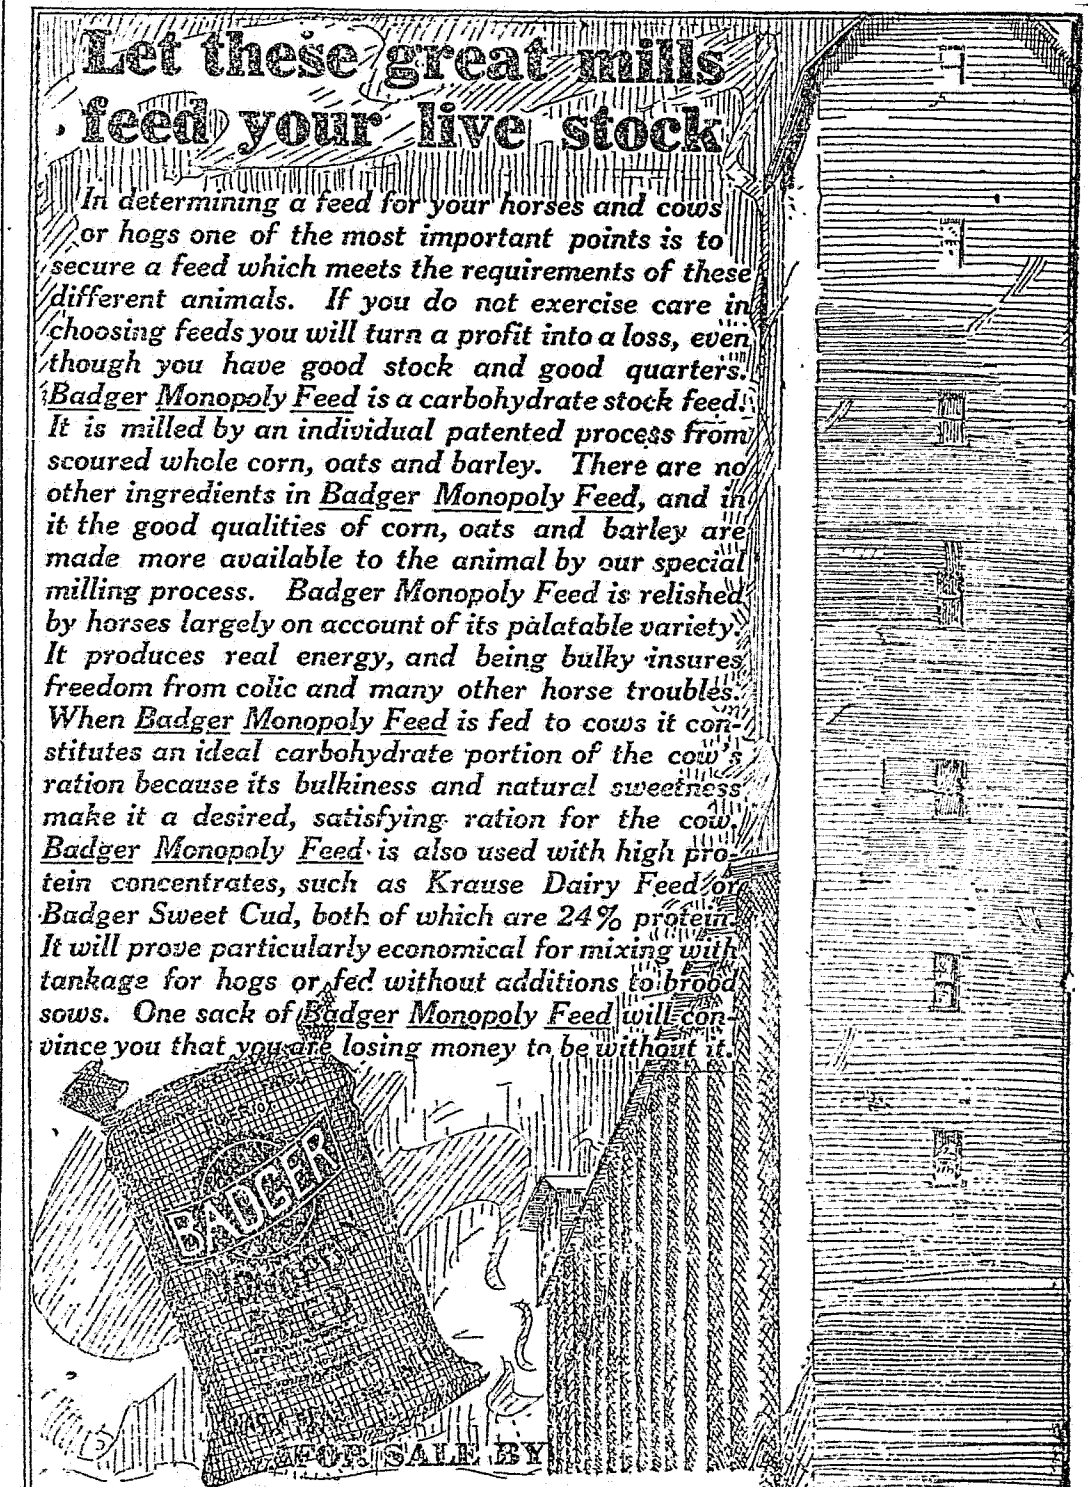 Let these great mills
feed your live stock
In determining a feed for your horses and cows
or hogs one of the most important points is to
secure a feed which meets the requirements of these
different animals. If you do not exercise care in
choosing feeds you will turn a profit into a loss, even
though you have good stock and good quarters.
Badger Monopoly Feed is a carbohydrate stock feed.
It is milled by an individual patented process from
scoured whole corn, oats and barley. There are no
other ingredients in Badger Monopoly Feed, and in
it the good qualities of corn, oats and barley are
made more available to the animal by our special
milling process. Badger Monopoly Feed is relished
by horses largely on account of its palatable variety.
It produces real energy, and being bulky insures
freedom from colic and many other horse troubles.
When Badger Monopoly Feed is fed to cows it con-
stitutes an ideal carbohydrate portion of the cow's
ration because its bulkiness and natural sweetness
make it a desired, satisfying ration for the cow.
Badger Monopoly Feed is also used with high pro-
tein concentrates, such as Krause Dairy Feed or
Badger Sweet Cud, both of which are 24% protein.
It will prove particularly economical for mixing with
tankage for hogs or fed without additions to brood
sows. One sack of Badger Monopoly Feed will con-
vince you that you are losing money to be without it.
BADGER
FOR SALE BY